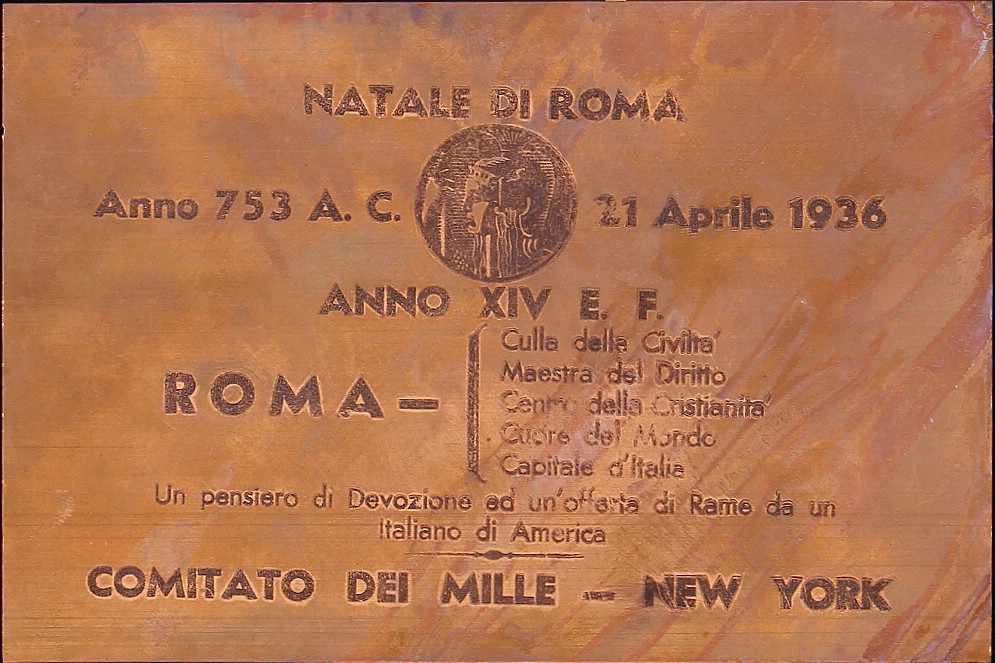 NATALE DI ROMA
Anno 753 A. C. 21 Aprile 1936
ANNO XIV E. F.
ROMA —
Culla della Civiltà
Maestra del Diritto
Centro della Cristianità
Cuore del Mondo
Capitale d'Italia
Un pensiero di Devozione ed un'offerta di Rame da un
Italiano di America
COMITATO DEI MILLE — NEW YORK